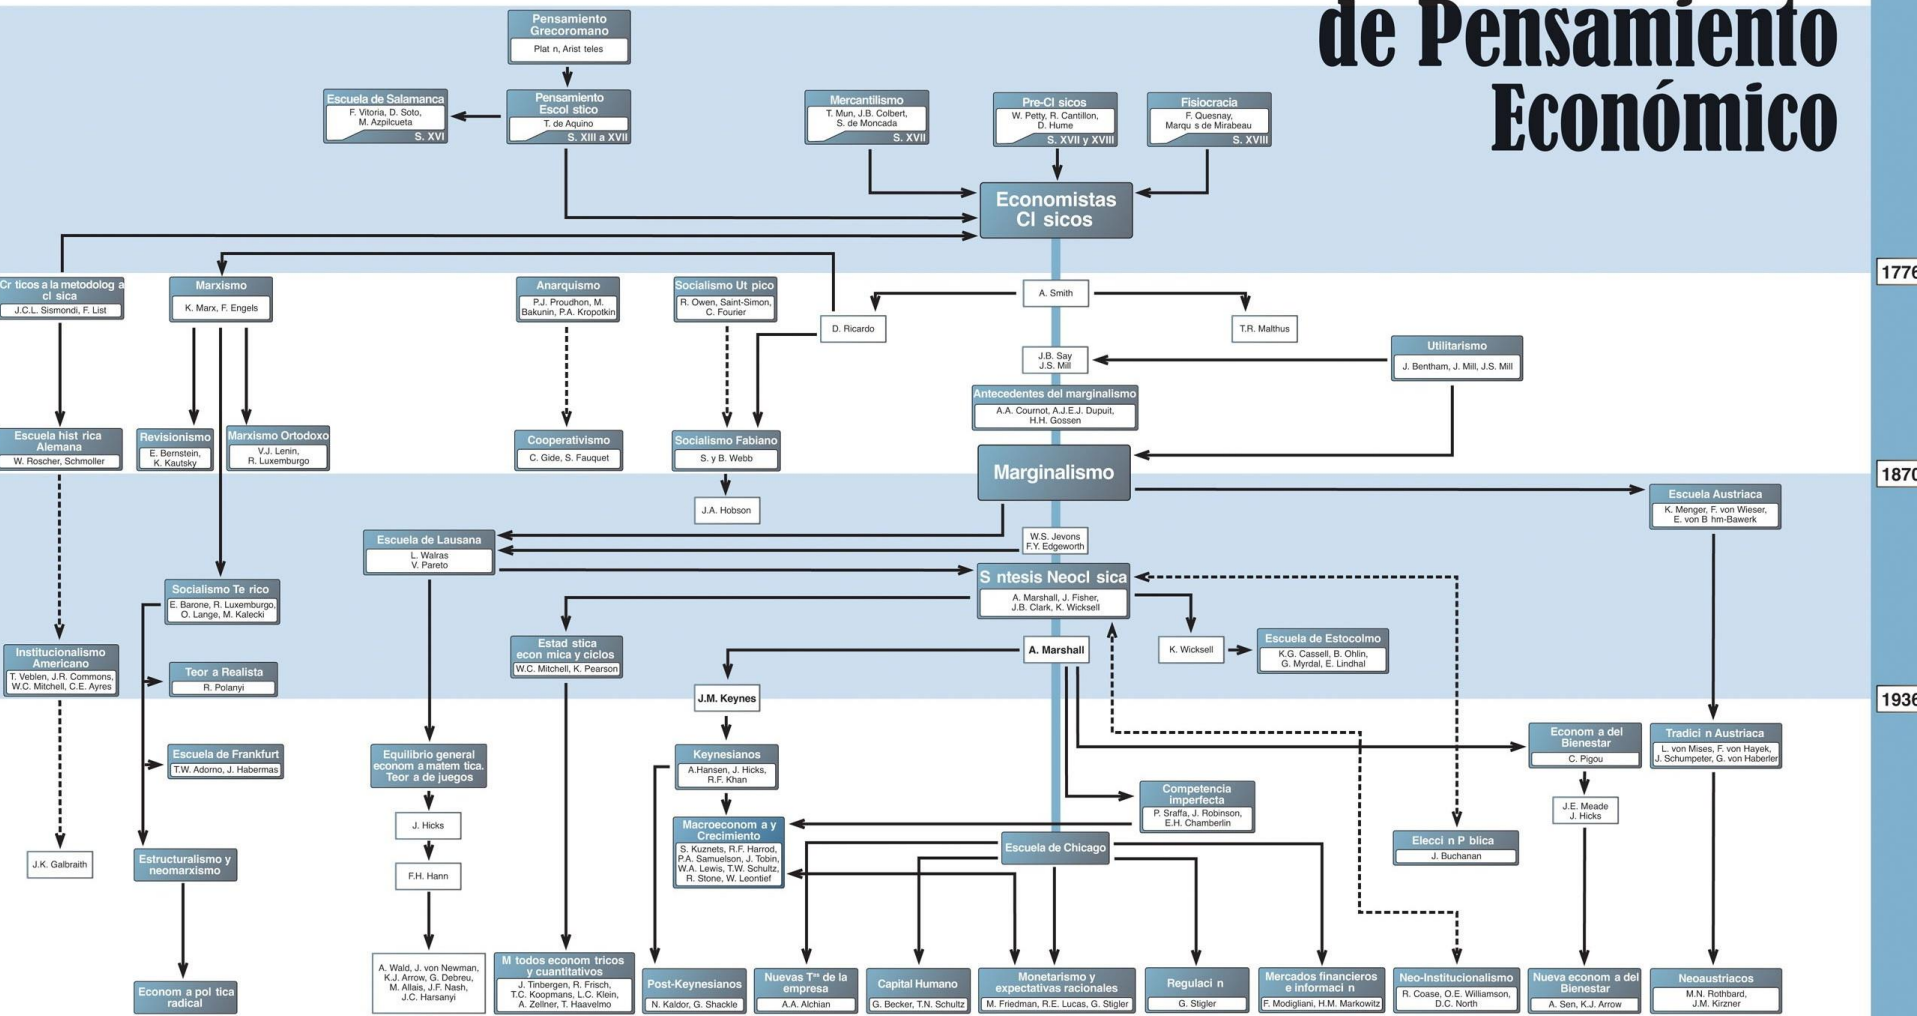 de Pensamiento
Económico
Pensamiento
Grecoromano
Plat n, Arist teles
Escuela de Salamanca
F. Vitoria, D. Soto,
M. Azpilcueta
S. XVI
Pensamiento
Escol stico
T. de Aquino
S. XIII a XVII
Mercantilismo
T. Mun, J.B. Colbert,
S. de Moncada
S. XVII
Pre-Cl sicos
W. Petty, R. Cantillon,
D. Hume
S. XVII y XVIII
Fisiocracia
F. Quesnay,
Marqu s de Mirabeau
S. XVIII
Economistas
Cl sicos
1776
Cr ticos a la metodolog a
cl sica
J.C.L. Sismondi, F. List
Marxismo
K. Marx, F. Engels
Anarquismo
P.J. Proudhon, M.
Bakunin, P.A. Kropotkin
Socialismo Ut pico
R. Owen, Saint-Simon,
C. Fourier
A. Smith
D. Ricardo
T.R. Malthus
J.B. Say
J.S. Mill
Utilitarismo
J. Bentham, J. Mill, J.S. Mill
Antecedentes del marginalismo
A.A. Cournot, A.J.E.J. Dupuit,
H.H. Gossen
Escuela hist rica
Alemana
W. Roscher, Schmoller
Revisionismo
E. Bernstein,
K. Kautsky
Marxismo Ortodoxo
V.J. Lenin,
R. Luxemburgo
Cooperativismo
C. Gide, S. Fauquet
Socialismo Fabiano
S. y B. Webb
Marginalismo
1870
J.A. Hobson
Escuela Austriaca
K. Menger, F. von Wieser,
E. von B hm-Bawerk
Escuela de Lausana
L. Walras
V. Pareto
W.S. Jevons
F.Y. Edgeworth
S ntesis Neocl sica
A. Marshall, J. Fisher,
J.B. Clark, K. Wicksell
Socialismo Te rico
E. Barone, R. Luxemburgo,
O. Lange, M. Kalecki
Institucionalismo
Americano
T. Veblen, J.R. Commons,
W.C. Mitchell, C.E. Ayres
Teor a Realista
R. Polanyi
Estad stica
econ mica y ciclos
W.C. Mitchell, K. Pearson
A. Marshall
K. Wicksell
Escuela de Estocolmo
K.G. Cassell, B. Ohlin,
G. Myrdal, E. Lindhal
J.M. Keynes
1936
Escuela de Frankfurt
T.W. Adorno, J. Habermas
Equilibrio general
econom a matem tica.
Teor a de juegos
Keynesianos
A.Hansen, J. Hicks,
R.F. Khan
Econom a del
Bienestar
C. Pigou
Tradici n Austriaca
L. von Mises, F. von Hayek,
J. Schumpeter, G. von Haberler
Competencia
imperfecta
P. Sraffa, J. Robinson,
E.H. Chamberlin
J.E. Meade
J. Hicks
J. Hicks
Macroeconom a y
Crecimiento
S. Kuznets, R.F. Harrod,
P.A. Samuelson, J. Tobin,
W.A. Lewis, T.W. Schultz,
R. Stone, W. Leontief
Escuela de Chicago
Elecci n P blica
J. Buchanan
J.K. Galbraith
Estructuralismo y
neomarxismo
F.H. Hann
Econom a pol tica
radical
A. Wald, J. von Newman,
K.J. Arrow, G. Debreu,
M. Allais, J.F. Nash,
J.C. Harsanyi
M todos econom tricos
y cuantitativos
J. Tinbergen, R. Frisch,
T.C. Koopmans, L.C. Klein,
A. Zellner, T. Haavelmo
Post-Keynesianos
N. Kaldor, G. Shackle
Nuevas Tªˢ de la
empresa
A.A. Alchian
Capital Humano
G. Becker, T.N. Schultz
Monetarismo y
expectativas racionales
M. Friedman, R.E. Lucas, G. Stigler
Regulaci n
G. Stigler
Mercados financieros
e informaci n
F. Modigliani, H.M. Markowitz
Neo-Institucionalismo
R. Coase, O.E. Williamson,
D.C. North
Nueva econom a del
Bienestar
A. Sen, K.J. Arrow
Neoaustriacos
M.N. Rothbard,
J.M. Kirzner